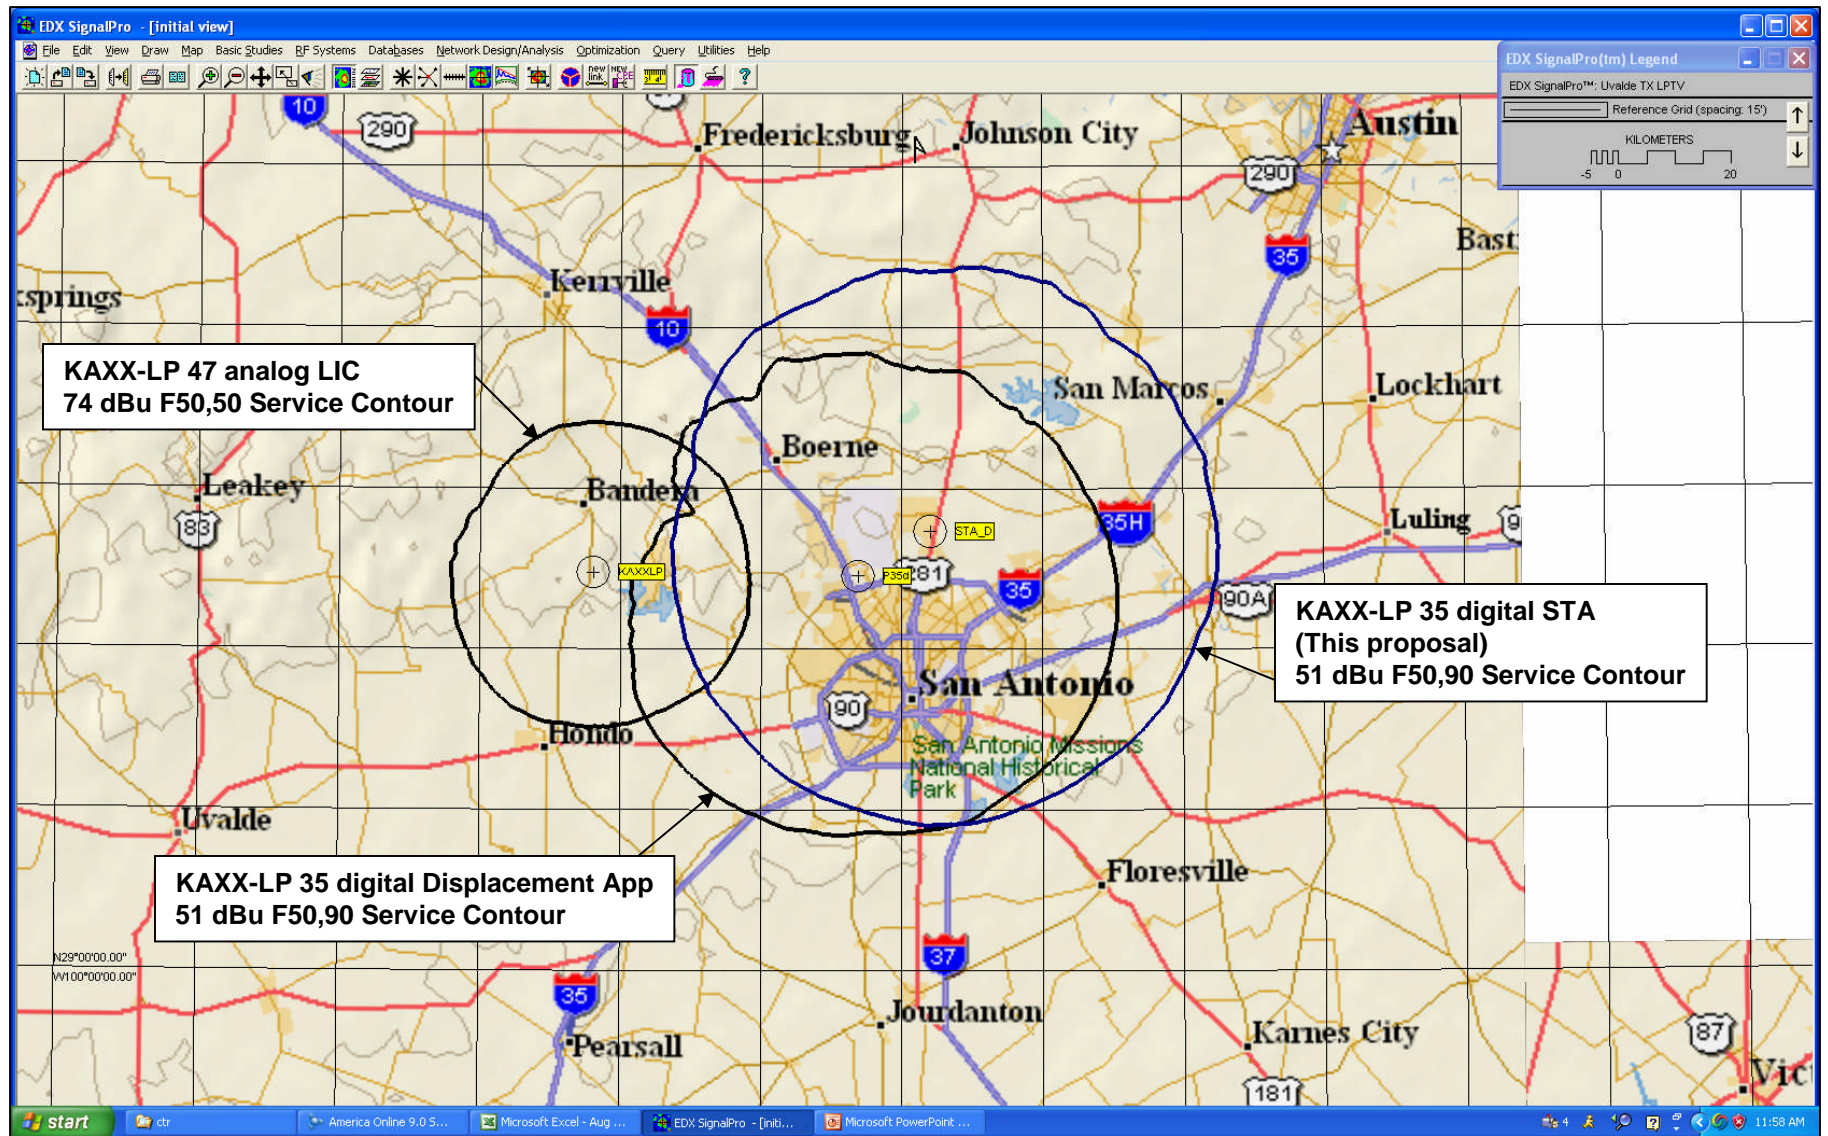 EDX SignalPro - [initial view]
File Edit View Draw Map Basic Studies RF Systems Databases Network Design/Analysis Optimization Query Utilities Help
new link
NEW CPE
EDX SignalPro(tm) Legend
EDX SignalPro™: Uvalde TX LPTV
Reference Grid (spacing: 15')
KILOMETERS
-5 0 20
10
290
Fredericksburg
Johnson City
Austin
290
35
Bast
Kerrville
:springs
10
KAXX-LP 47 analog LIC
74 dBu F50,50 Service Contour
San Marcos
Lockhart
Boerne
Leakey
Bandera
83
35H
Luling
9
STA_D
KAXXLP
P35d
281
35
90A
KAXX-LP 35 digital STA
(This proposal)
51 dBu F50,90 Service Contour
San Antonio
90
Hondo
San Antonio Missions
National Historical
Park
Uvalde
KAXX-LP 35 digital Displacement App
51 dBu F50,90 Service Contour
Floresville
N29°00'00.00"
W100°00'00.00"
37
35
Jourdanton
Karnes City
87
Pearsall
Vict
181
start
ctr
America Online 9.0 S...
Microsoft Excel - Aug ...
EDX SignalPro - [initi...
Microsoft PowerPoint ...
4
11:58 AM